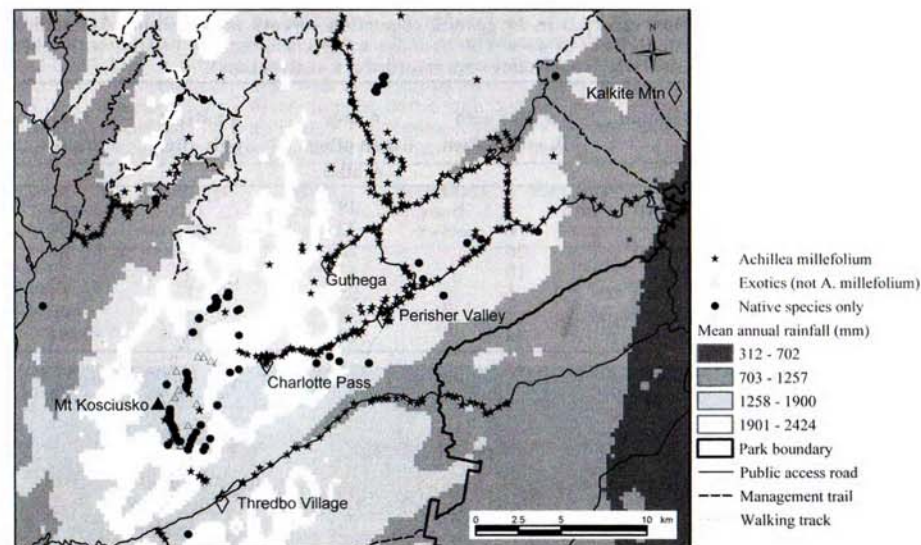 N
Kalkite Mtn
Guthega
Perisher Valley
Charlotte Pass
Mt Kosciusko
Thredbo Village
0 2.5 5 10
km
Achillea millefolium
Exotics (not A. millefolium)
Native species only
Mean annual rainfall (mm)
312 - 702
703 - 1257
1258 - 1900
1901 - 2424
Park boundary
Public access road
Management trail
Walking track